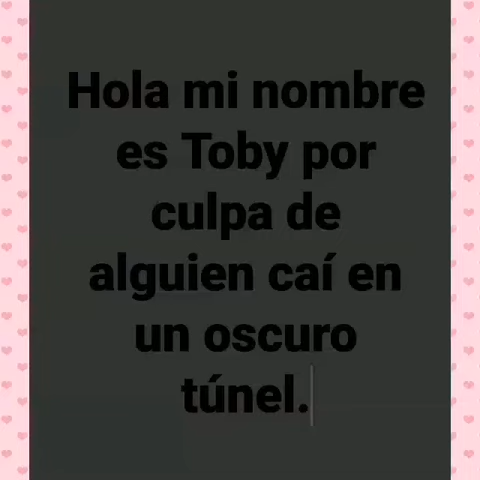 Hola mi nombre
es Toby por
culpa de
alguien caí en
un oscuro
túnel.